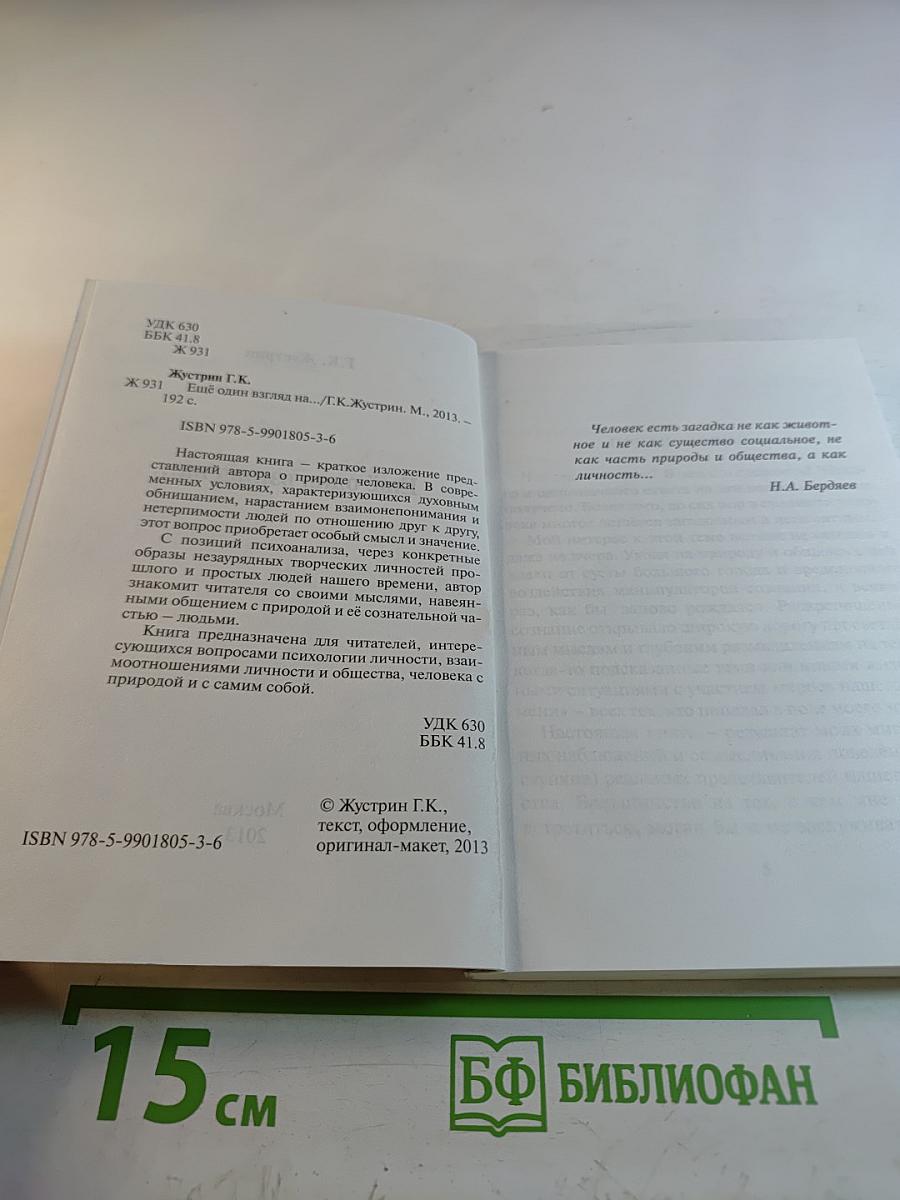 УДК 630
ББК 41.8
Ж 931
Жустрин Г.К.
Ж 931 Ещё один взгляд на.../Г.К.Жустрин. М., 2013. –
192 с.
ISBN 978-5-9901805-3-6
Настоящая книга – краткое изложение пред-
ставлений автора о природе человека. В совре-
менных условиях, характеризующихся духовным
обнищанием, нарастанием взаимонепонимания и
нетерпимости людей по отношению друг к другу,
этот вопрос приобретает особый смысл и значение.
С позиций психоанализа, через конкретные
образы незаурядных творческих личностей про-
шлого и простых людей нашего времени, автор
знакомит читателя со своими мыслями, навеян-
ными общением с природой и её сознательной ча-
стью – людьми.
Книга предназначена для читателей, интере-
сующихся вопросами психологии личности, взаи-
моотношениями личности и общества, человека с
природой и с самим собой.
УДК 630
ББК 41.8
© Жустрин Г.К.,
текст, оформление,
оригинал-макет, 2013
ISBN 978-5-9901805-3-6
Человек есть загадка не как живот-
ное и не как существо социальное, не
как часть природы и общества, а как
личность...
Н.А. Бердяев
15 см
БФ БИБЛИОФАН